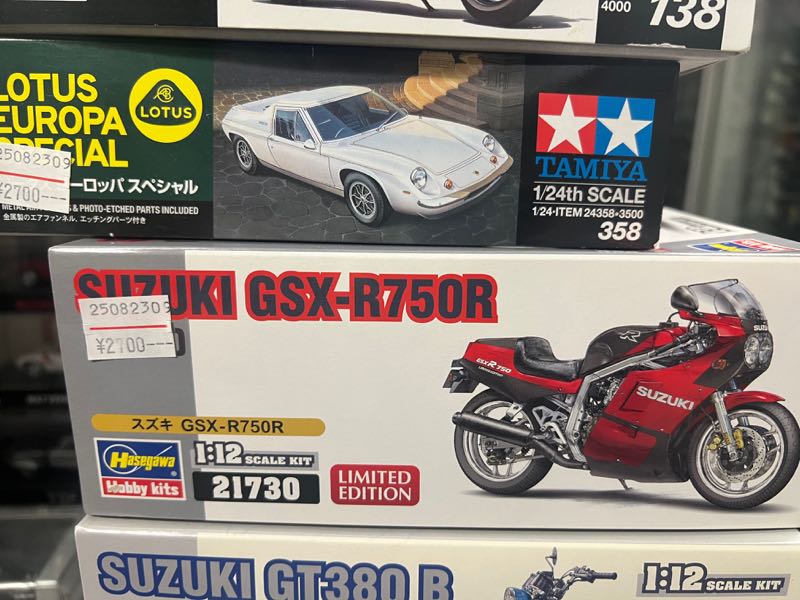 4000
138
LOTUS
EUROPA
SPECIAL
LOTUS
25082309
¥2700
ーロッパ スペシャル
& PHOTO-ETCHED PARTS INCLUDED
金属製のエアファンネル、エッチングパーツ付き
TAMIYA
1/24th SCALE
1/24•ITEM 24358•3500
358
SUZUKI GSX-R750R
25082309
¥2700
スズキ GSX-R750R
Hasegawa
Hobby kits
1:12 SCALE KIT
21730
LIMITED
EDITION
GSXR 750
R
SUZUKI
SUZUKI
SUZUKI GT380 B
1:12 SCALE KIT